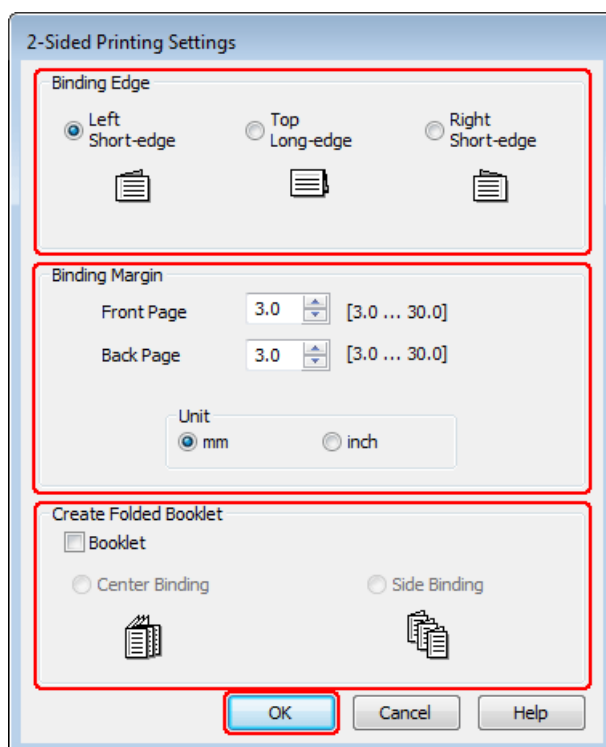 2-Sided Printing Settings
Binding Edge
Left
Short-edge
Top
Long-edge
Right
Short-edge
Binding Margin
Front Page 3.0 [3.0 ... 30.0]
Back Page 3.0 [3.0 ... 30.0]
Unit
mm inch
Create Folded Booklet
Booklet
Center Binding Side Binding
OK Cancel Help